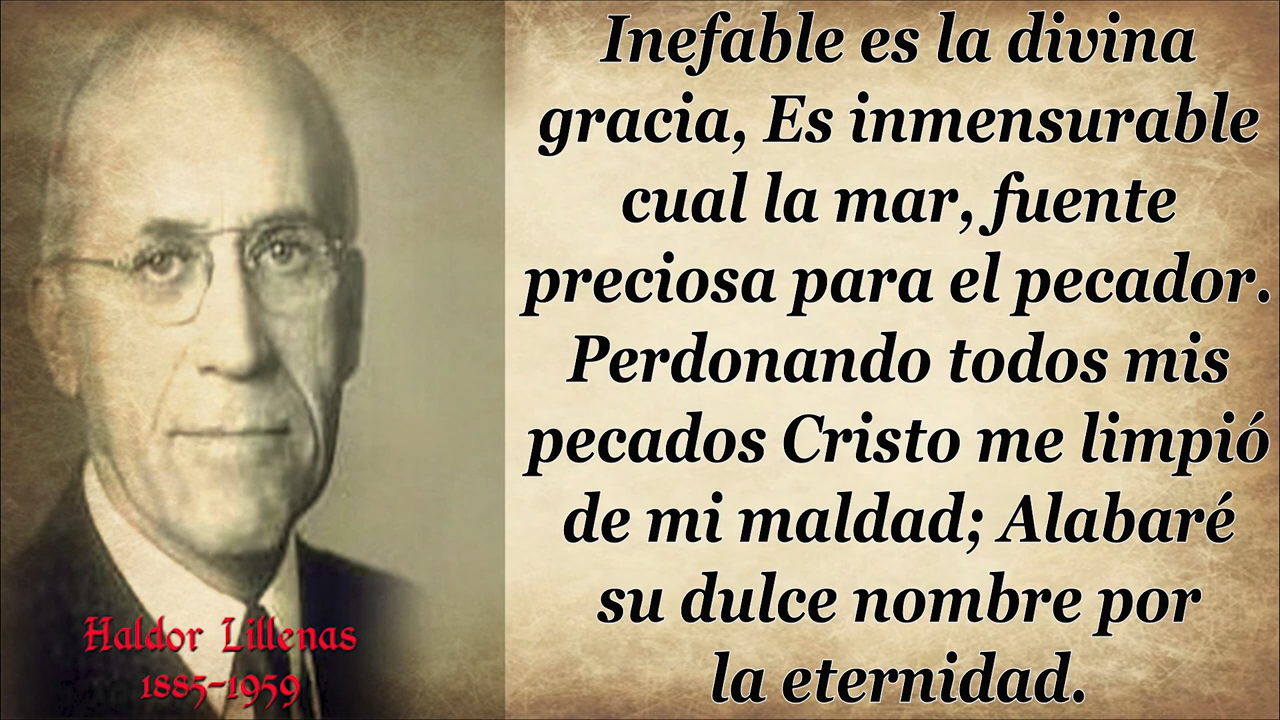 Inefable es la divina
gracia, Es inmensurable
cual la mar, fuente
preciosa para el pecador.
Perdonando todos mis
pecados Cristo me limpió
de mi maldad; Alabaré
su dulce nombre por
la eternidad.
Haldor Lillenas
1885-1959